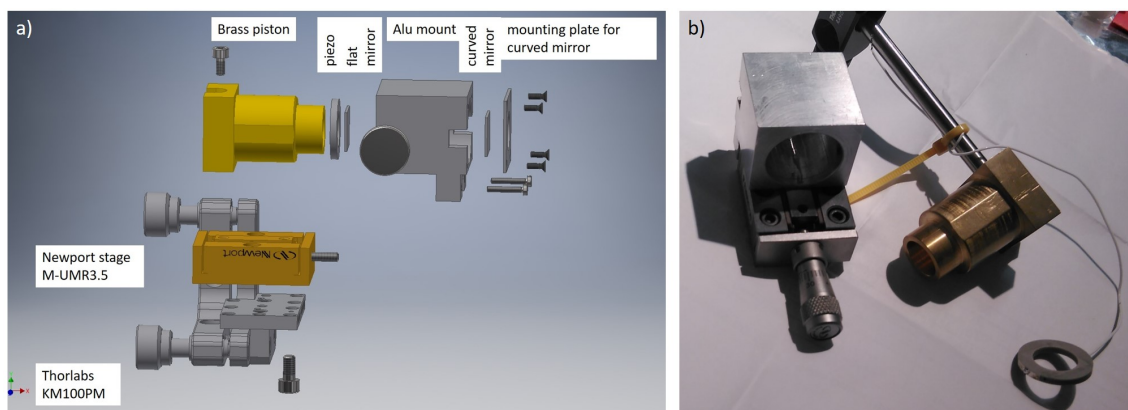 a)
Brass piston
piezo
flat
mirror
Alu mount
curved
mirror
mounting plate for
curved mirror
Newport
Newport stage
M-UMR3.5
Thorlabs
KM100PM
b)